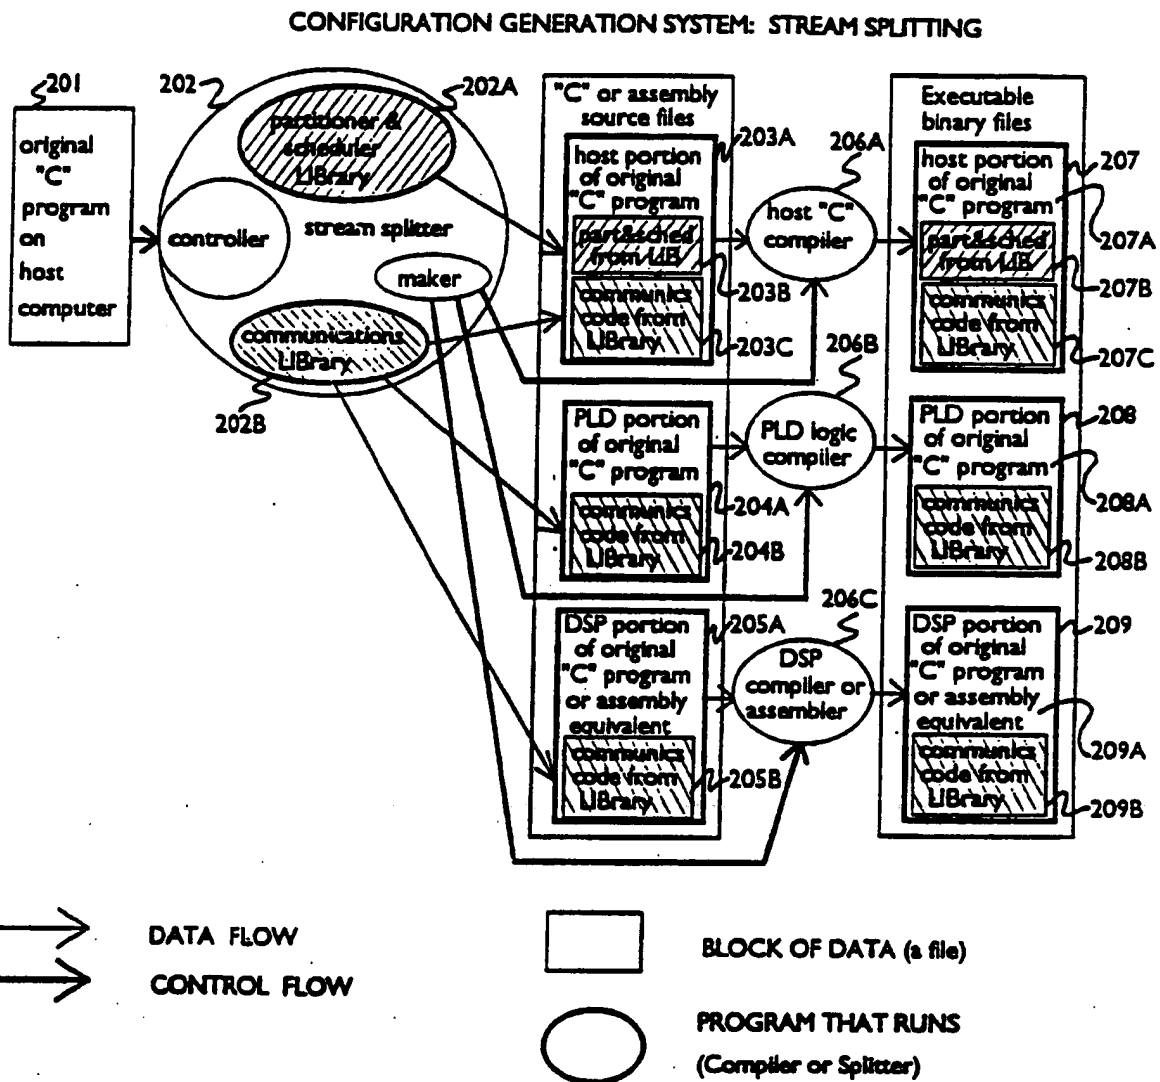 CONFIGURATION GENERATION SYSTEM: STREAM SPLITTING
201
original
"C"
program
on
host
computer
202
202A
partitioner &
scheduler
LIBrary
controller
stream splitter
maker
communications
LIBrary
202B
"C" or assembly
source files
203A
host portion
of original
"C" program
part&sched
from LIB
203B
communics
code from
LIBrary
203C
PLD portion
of original
"C" program
204A
communics
code from
LIBrary
204B
DSP portion
205A
of original
"C" program
or assembly
equivalent
communics
code from
LIBrary
205B
206A
host "C"
compiler
206B
PLD logic
compiler
206C
DSP
compiler or
assembler
Executable
binary files
host portion
of original
"C" program
207
207A
part&sched
from LIB
207B
communics
code from
LIBrary
207C
PLD portion
of original
"C" program
208
208A
communics
code from
LIBrary
208B
DSP portion
of original
"C" program
or assembly
equivalent
209
209A
communics
code from
LIBrary
209B
DATA FLOW
CONTROL FLOW
BLOCK OF DATA (a file)
PROGRAM THAT RUNS
(Compiler or Splitter)